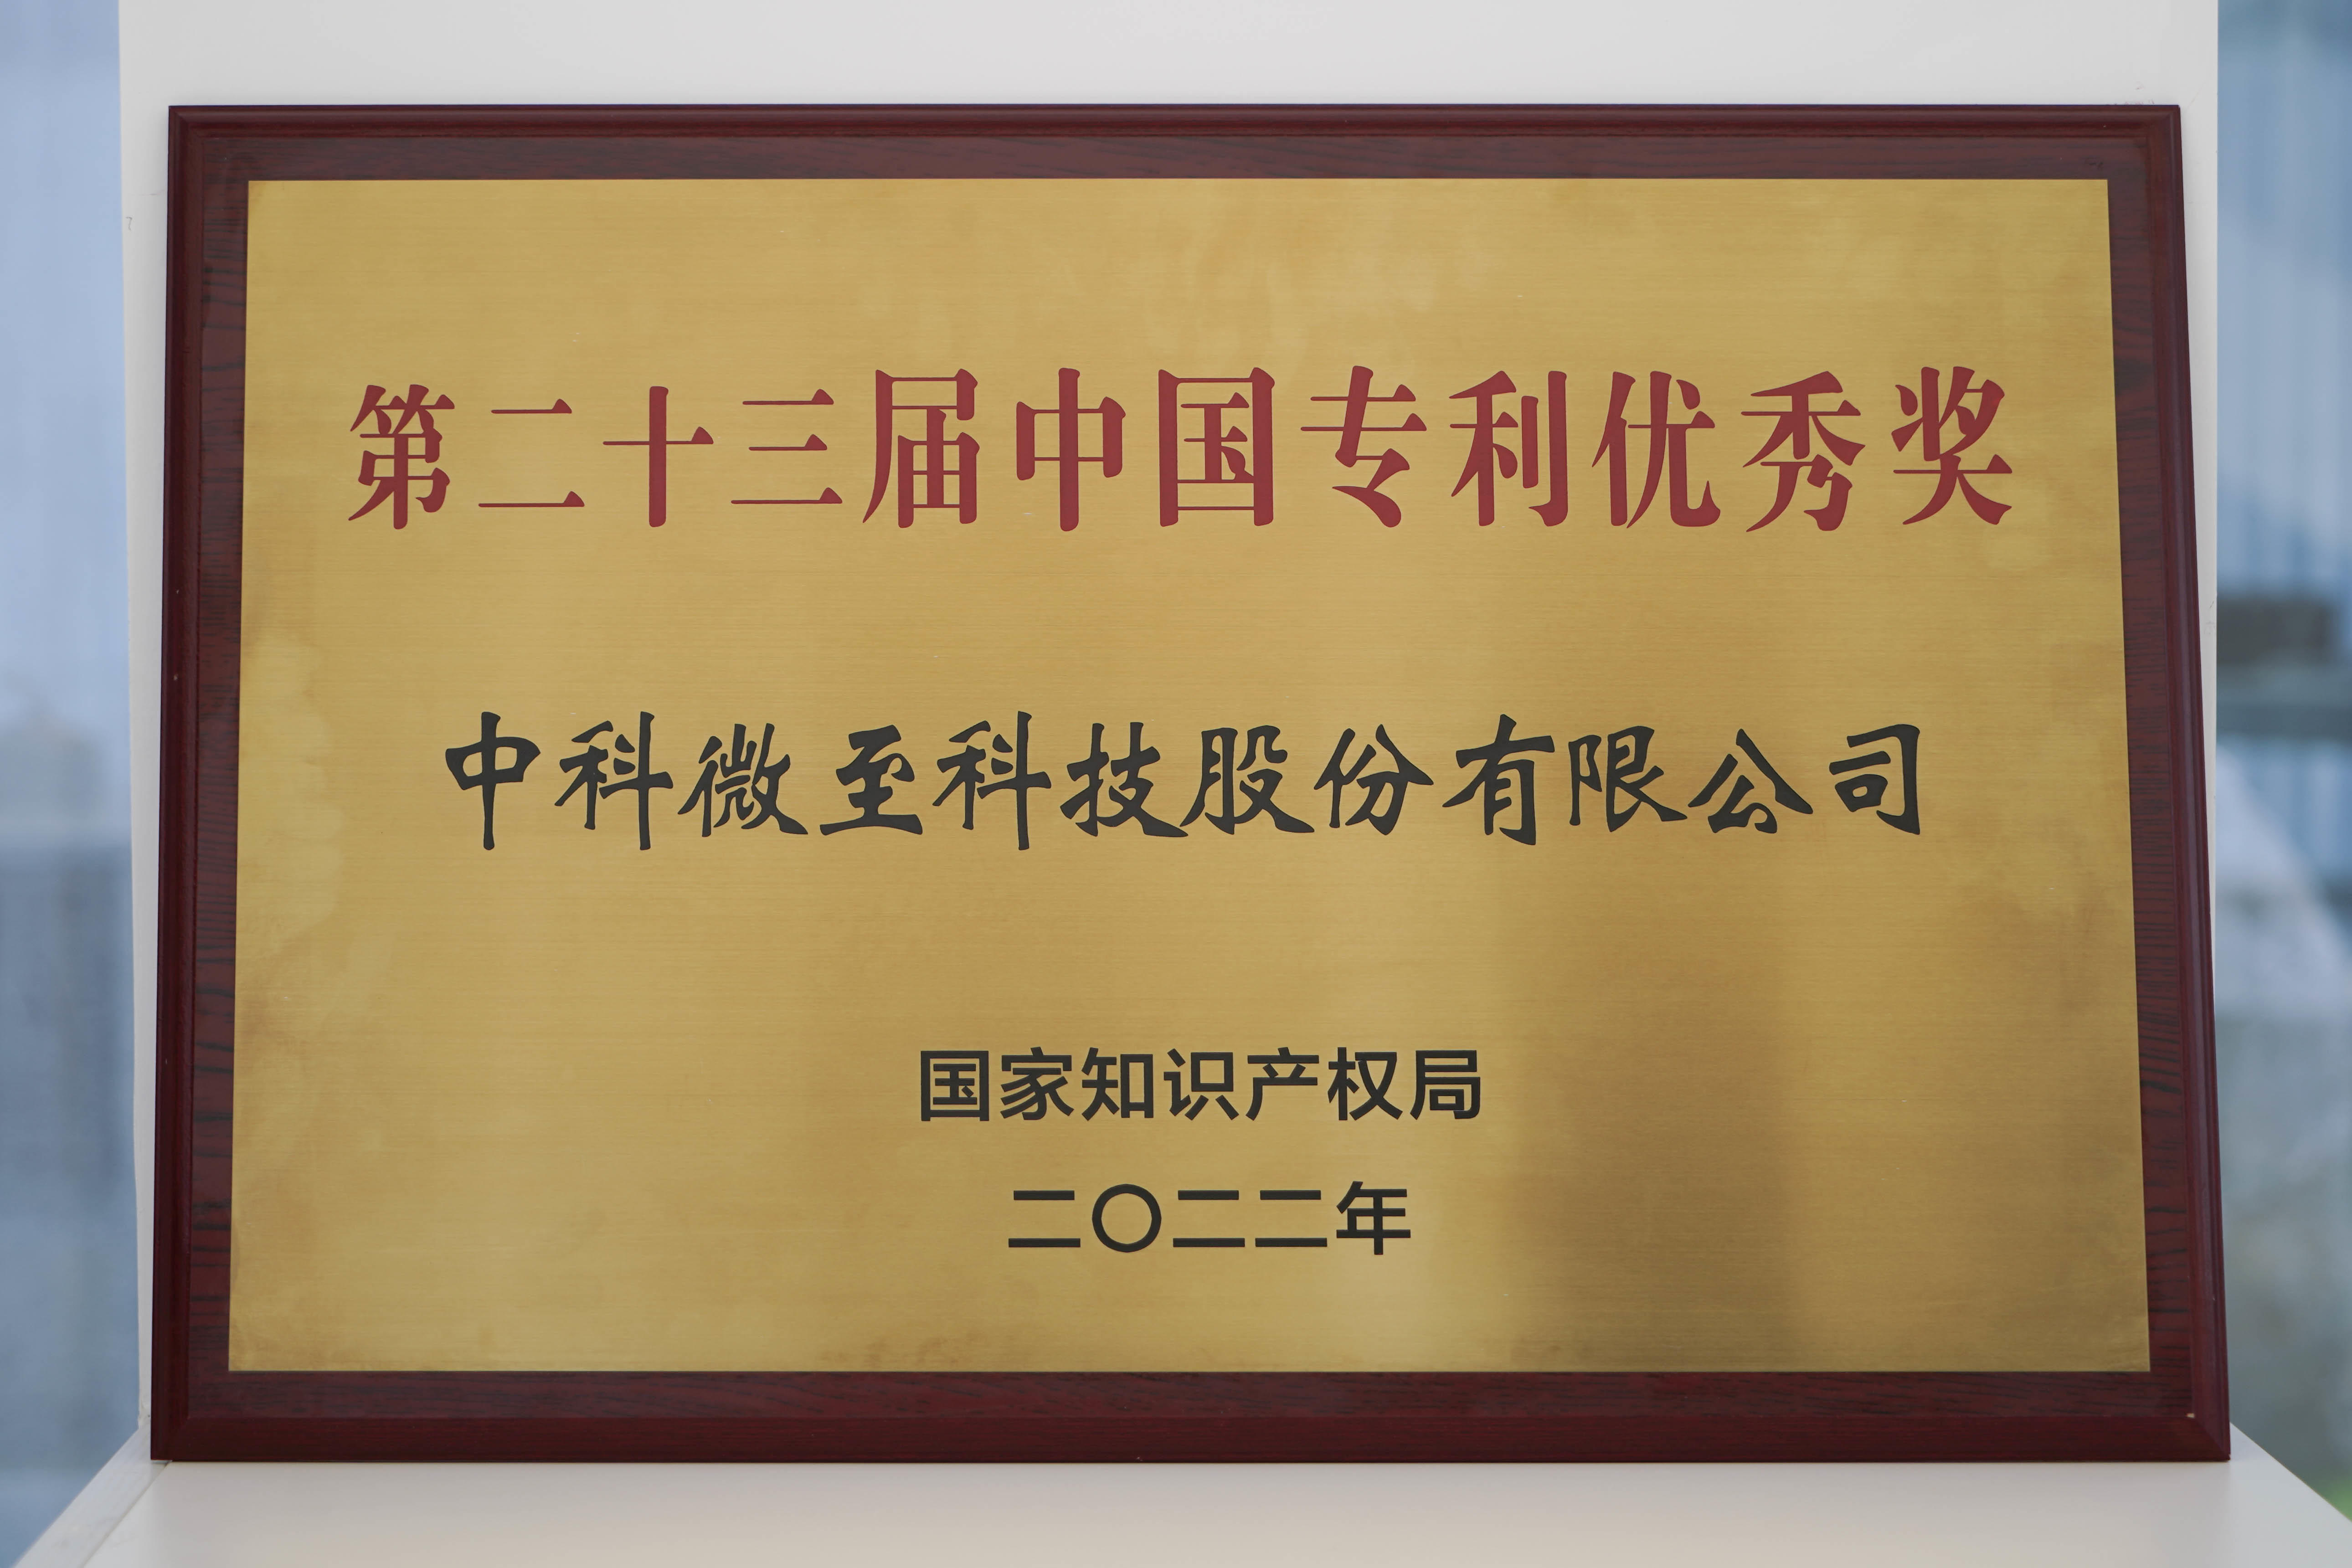 第二十三届中国专利优秀奖
中科微至科技股份有限公司
国家知识产权局
二〇二二年